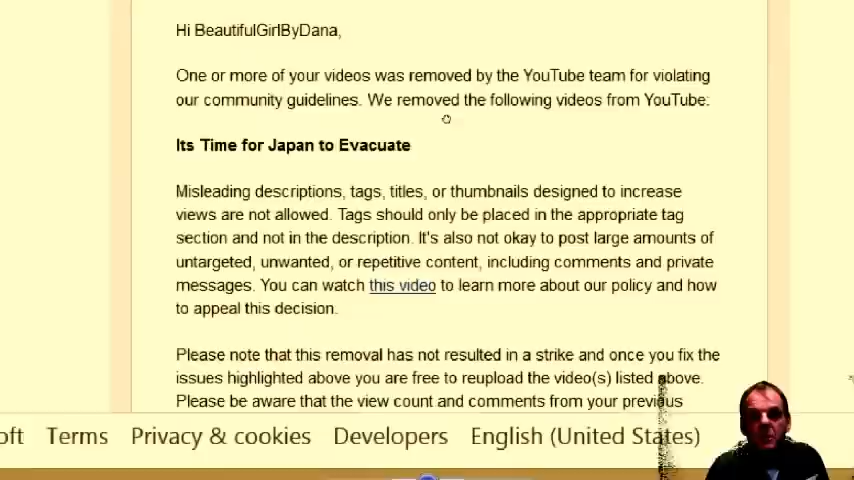 Hi BeautifulGirlByDana,
One or more of your videos was removed by the YouTube team for violating
our community guidelines. We removed the following videos from YouTube:
Its Time for Japan to Evacuate
Misleading descriptions, tags, titles, or thumbnails designed to increase
views are not allowed. Tags should only be placed in the appropriate tag
section and not in the description. It's also not okay to post large amounts of
untargeted, unwanted, or repetitive content, including comments and private
messages. You can watch this video to learn more about our policy and how
to appeal this decision.
Please note that this removal has not resulted in a strike and once you fix the
issues highlighted above you are free to reupload the video(s) listed above.
Please be aware that the view count and comments from your previous
oft Terms Privacy & cookies Developers English (United States)